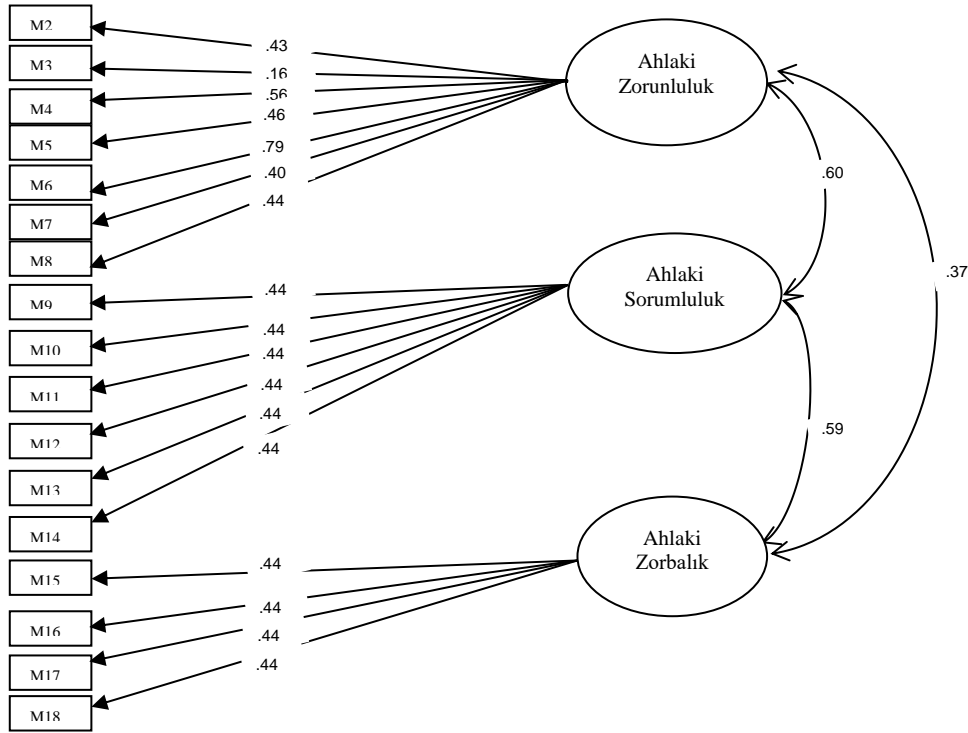 M2
M3
M4
M5
M6
M7
M8
M9
M10
M11
M12
M13
M14
M15
M16
M17
M18
.43
.16
.56
.46
.79
.40
.44
.44
.44
.44
.44
.44
.44
.44
.44
.44
.44
Ahlaki
Zorunluluk
Ahlaki
Sorumluluk
Ahlaki
Zorbalık
.60
.37
.59